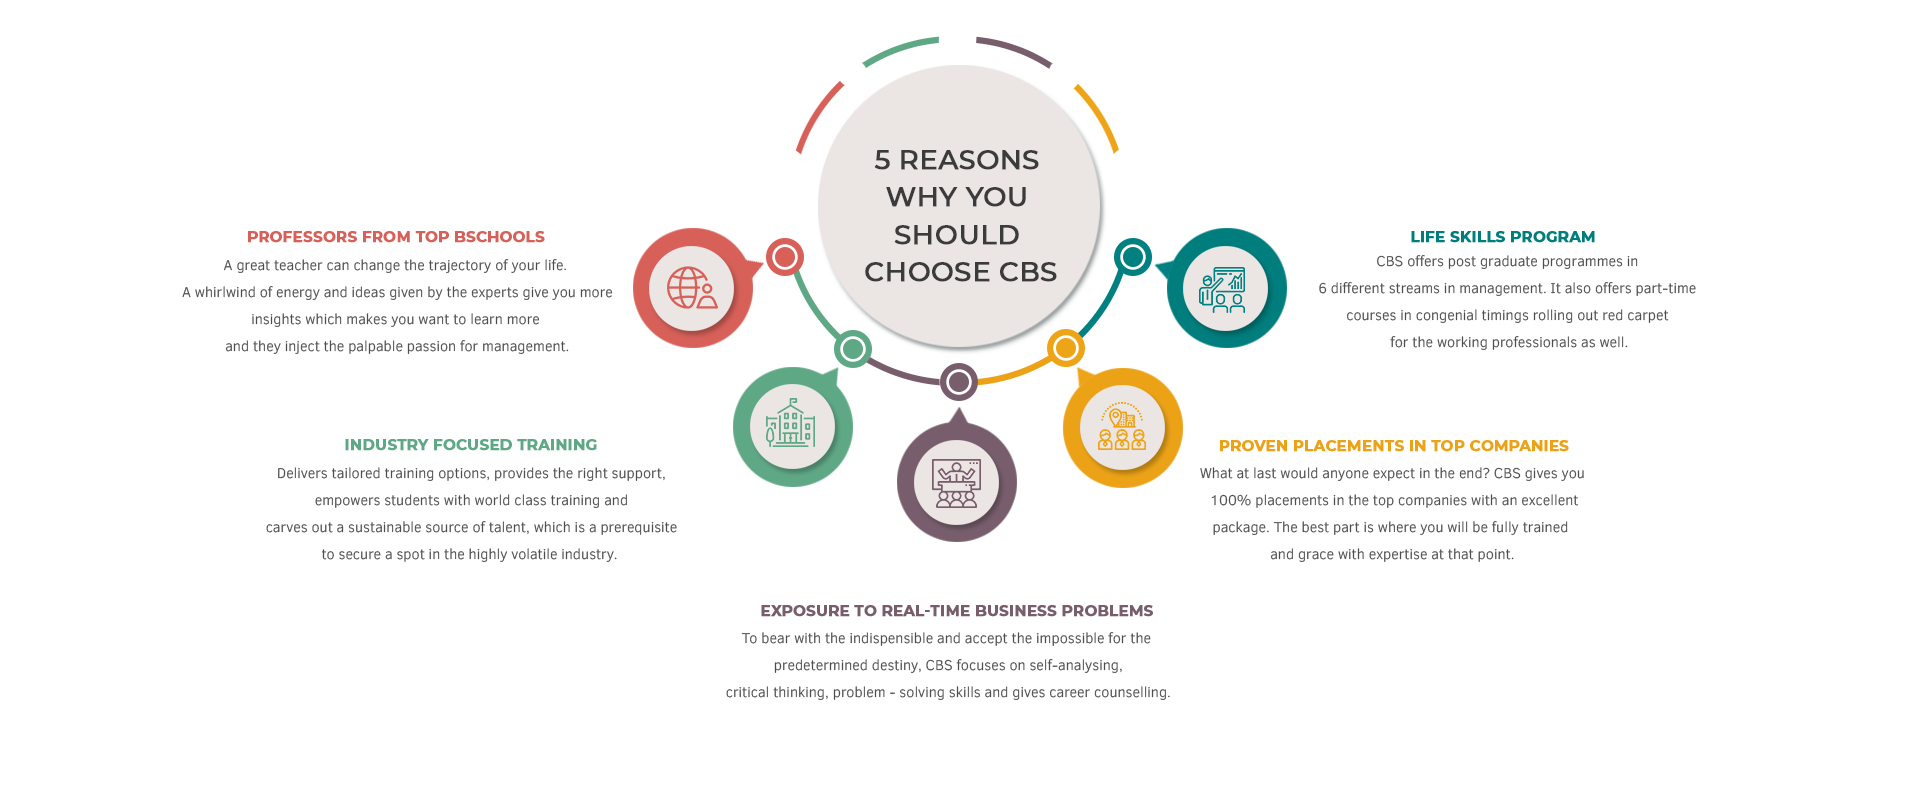 5 REASONS
WHY YOU
SHOULD
CHOOSE CBS
PROFESSORS FROM TOP BSCHOOLS
A great teacher can change the trajectory of your life.
A whirlwind of energy and ideas given by the experts give you more
insights which makes you want to learn more
and they inject the palpable passion for management.
INDUSTRY FOCUSED TRAINING
Delivers tailored training options, provides the right support,
empowers students with world class training and
carves out a sustainable source of talent, which is a prerequisite
to secure a spot in the highly volatile industry.
EXPOSURE TO REAL-TIME BUSINESS PROBLEMS
To bear with the indispensible and accept the impossible for the
predetermined destiny, CBS focuses on self-analysing,
critical thinking, problem - solving skills and gives career counselling.
PROVEN PLACEMENTS IN TOP COMPANIES
What at last would anyone expect in the end? CBS gives you
100% placements in the top companies with an excellent
package. The best part is where you will be fully trained
and grace with expertise at that point.
LIFE SKILLS PROGRAM
CBS offers post graduate programmes in
6 different streams in management. It also offers part-time
courses in congenial timings rolling out red carpet
for the working professionals as well.